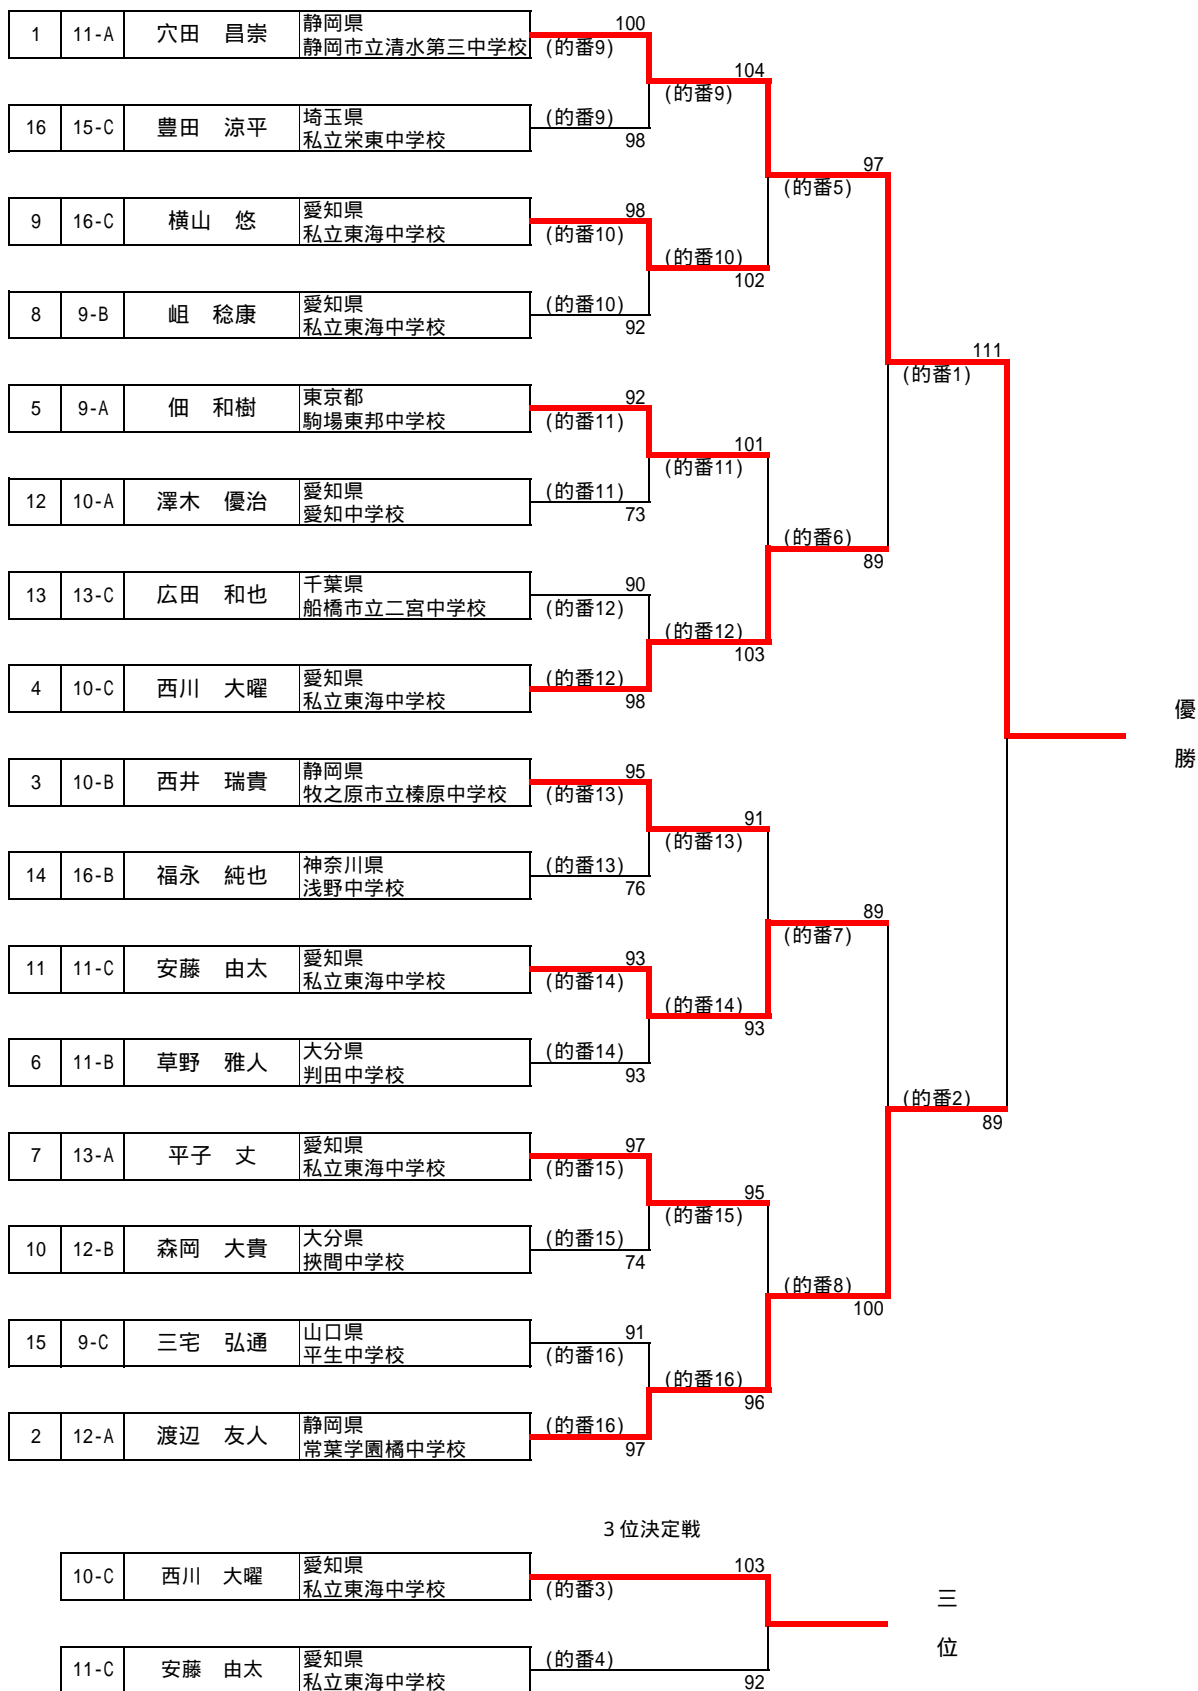 1 11-A 穴田 昌崇 静岡県
静岡市立清水第三中学校
100
(的番9)
104
(的番9)
16 15-C 豊田 涼平 埼玉県
私立栄東中学校
(的番9)
98
97
(的番5)
9 16-C 横山 悠 愛知県
私立東海中学校
98
(的番10)
(的番10)
102
8 9-B 岨 稔康 愛知県
私立東海中学校
(的番10)
92
111
(的番1)
5 9-A 佃 和樹 東京都
駒場東邦中学校
92
(的番11)
101
(的番11)
12 10-A 澤木 優治 愛知県
愛知中学校
(的番11)
73
(的番6)
89
13 13-C 広田 和也 千葉県
船橋市立二宮中学校
90
(的番12)
(的番12)
103
4 10-C 西川 大曜 愛知県
私立東海中学校
(的番12)
98
優
勝
3 10-B 西井 瑞貴 静岡県
牧之原市立榛原中学校
95
(的番13)
91
(的番13)
14 16-B 福永 純也 神奈川県
浅野中学校
(的番13)
76
89
(的番7)
11 11-C 安藤 由太 愛知県
私立東海中学校
93
(的番14)
(的番14)
93
6 11-B 草野 雅人 大分県
判田中学校
(的番14)
93
(的番2)
89
7 13-A 平子 丈 愛知県
私立東海中学校
97
(的番15)
95
(的番15)
10 12-B 森岡 大貴 大分県
挾間中学校
(的番15)
74
(的番8)
100
15 9-C 三宅 弘通 山口県
平生中学校
91
(的番16)
(的番16)
96
2 12-A 渡辺 友人 静岡県
常葉学園橘中学校
(的番16)
97
3位決定戦
10-C 西川 大曜 愛知県
私立東海中学校
103
(的番3)
三
位
11-C 安藤 由太 愛知県
私立東海中学校
(的番4)
92